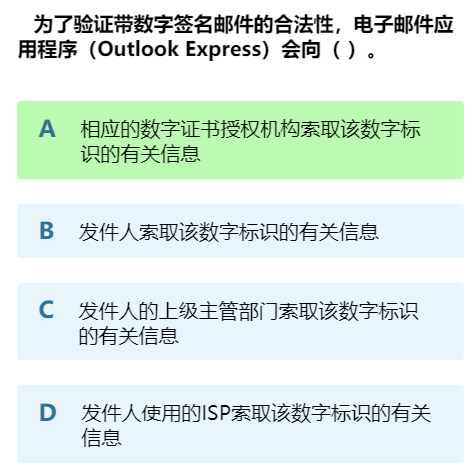 为了验证带数字签名邮件的合法性，电子邮件应
用程序（Outlook Express）会向（ ）。
A 相应的数字证书授权机构索取该数字标
识的有关信息
B 发件人索取该数字标识的有关信息
C 发件人的上级主管部门索取该数字标识
的有关信息
D 发件人使用的ISP索取该数字标识的有关
信息